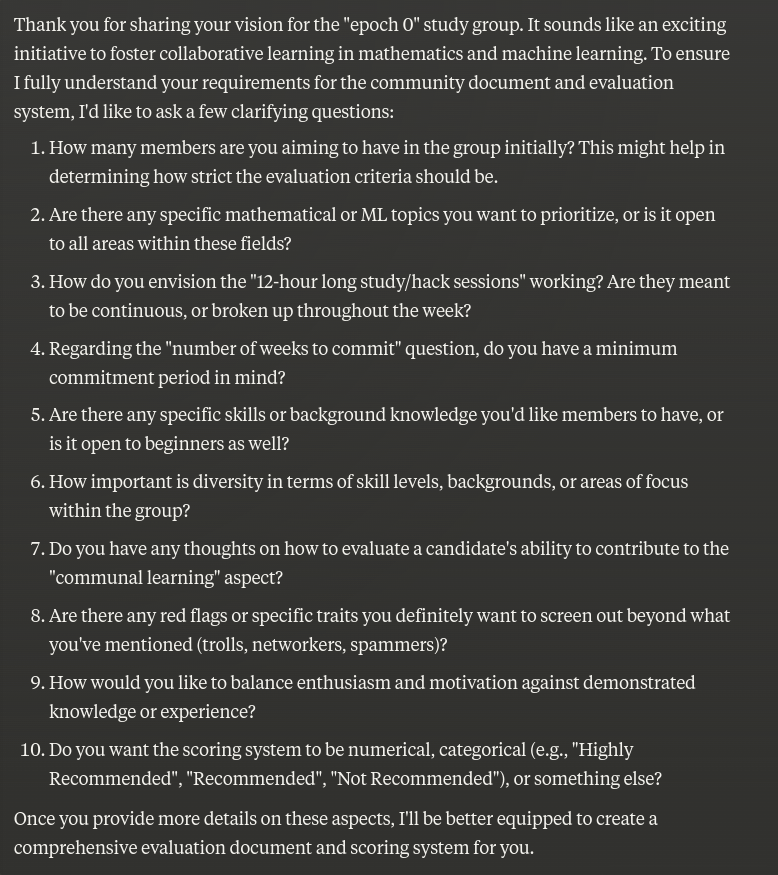 Thank you for sharing your vision for the "epoch 0" study group. It sounds like an exciting
initiative to foster collaborative learning in mathematics and machine learning. To ensure
I fully understand your requirements for the community document and evaluation
system, I'd like to ask a few clarifying questions:
1. How many members are you aiming to have in the group initially? This might help in
determining how strict the evaluation criteria should be.
2. Are there any specific mathematical or ML topics you want to prioritize, or is it open
to all areas within these fields?
3. How do you envision the "12-hour long study/hack sessions" working? Are they meant
to be continuous, or broken up throughout the week?
4. Regarding the "number of weeks to commit" question, do you have a minimum
commitment period in mind?
5. Are there any specific skills or background knowledge you'd like members to have, or
is it open to beginners as well?
6. How important is diversity in terms of skill levels, backgrounds, or areas of focus
within the group?
7. Do you have any thoughts on how to evaluate a candidate's ability to contribute to the
"communal learning" aspect?
8. Are there any red flags or specific traits you definitely want to screen out beyond what
you've mentioned (trolls, networkers, spammers)?
9. How would you like to balance enthusiasm and motivation against demonstrated
knowledge or experience?
10. Do you want the scoring system to be numerical, categorical (e.g., "Highly
Recommended", "Recommended", "Not Recommended"), or something else?
Once you provide more details on these aspects, I'll be better equipped to create a
comprehensive evaluation document and scoring system for you.